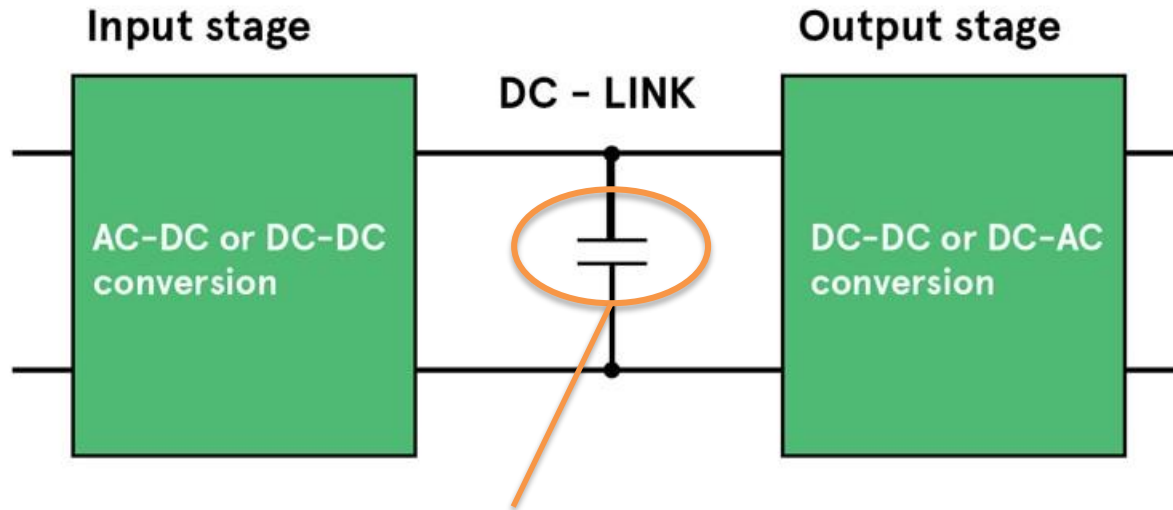 Input stage
Output stage
DC - LINK
AC-DC or DC-DC
conversion
DC-DC or DC-AC
conversion